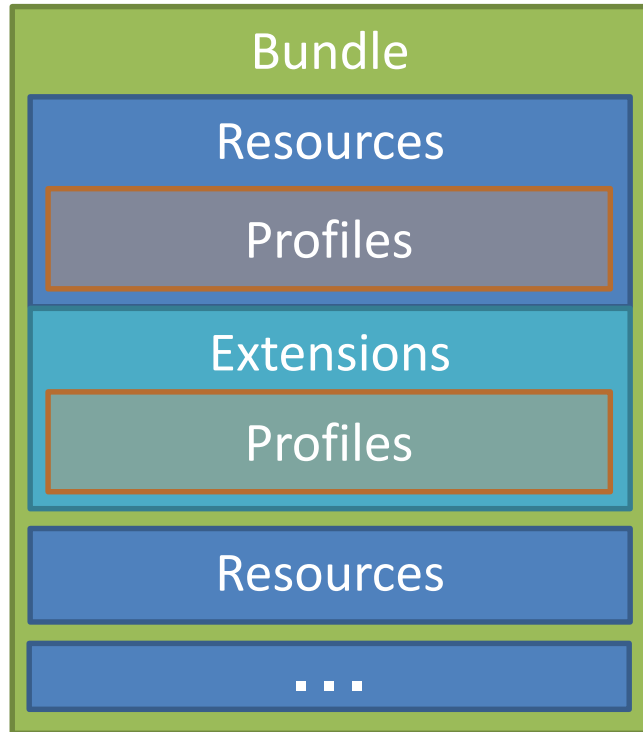 Bundle
Resources
Profiles
Extensions
Profiles
Resources
...